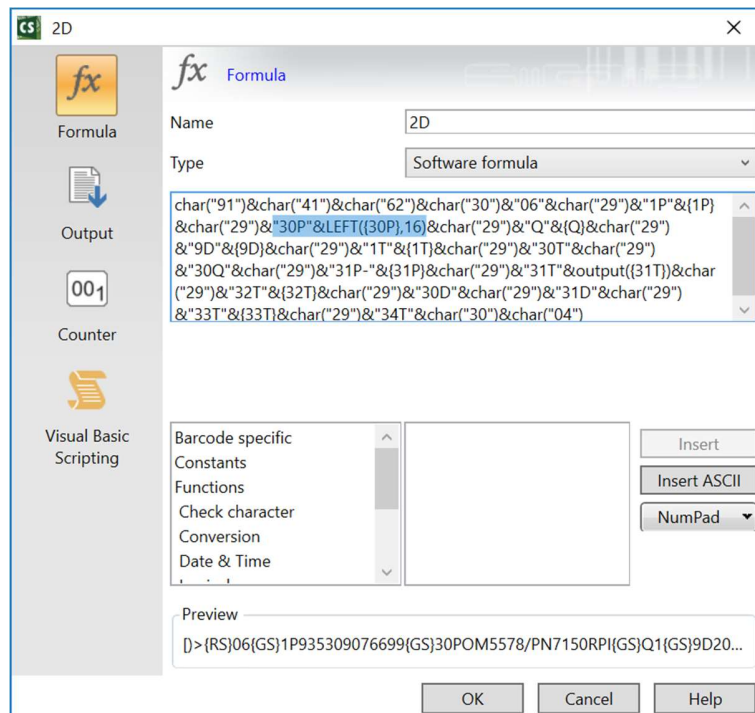 CS 2D
fx
Formula
fx Formula
Name 2D
Type Software formula
char("91")&char("41")&char("62")&char("30")&"06"&char("29")&"1P"&{1P}
&char("29")&"30P"&LEFT({30P},16)&char("29")&"Q"&{Q}&char("29")
&"9D"&{9D}&char("29")&"1T"&{1T}&char("29")&"30T"&char("29")
&"30Q"&char("29")&"31P-"&{31P}&char("29")&"31T"&output({31T})&char
("29")&"32T"&{32T}&char("29")&"30D"&char("29")&"31D"&char("29")
&"33T"&{33T}&char("29")&"34T"&char("30")&char("04")
Output
001
Counter
Visual Basic
Scripting
Barcode specific
Constants
Functions
Check character
Conversion
Date & Time
Insert
Insert ASCII
NumPad
Preview
[)>{RS}06{GS}1P935309076699{GS}30POM5578/PN7150RPI{GS}Q1{GS}9D20...
OK Cancel Help